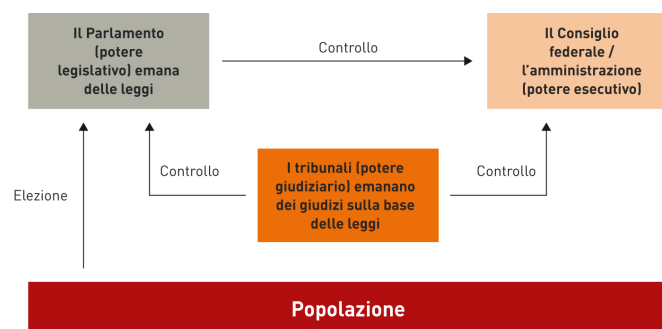 Il Parlamento
(potere
legislativo) emana
delle leggi
Controllo
Il Consiglio
federale /
l'amministrazione
(potere esecutivo)
Elezione
Controllo
I tribunali (potere
giudiziario) emanano
dei giudizi sulla base
delle leggi
Controllo
Popolazione